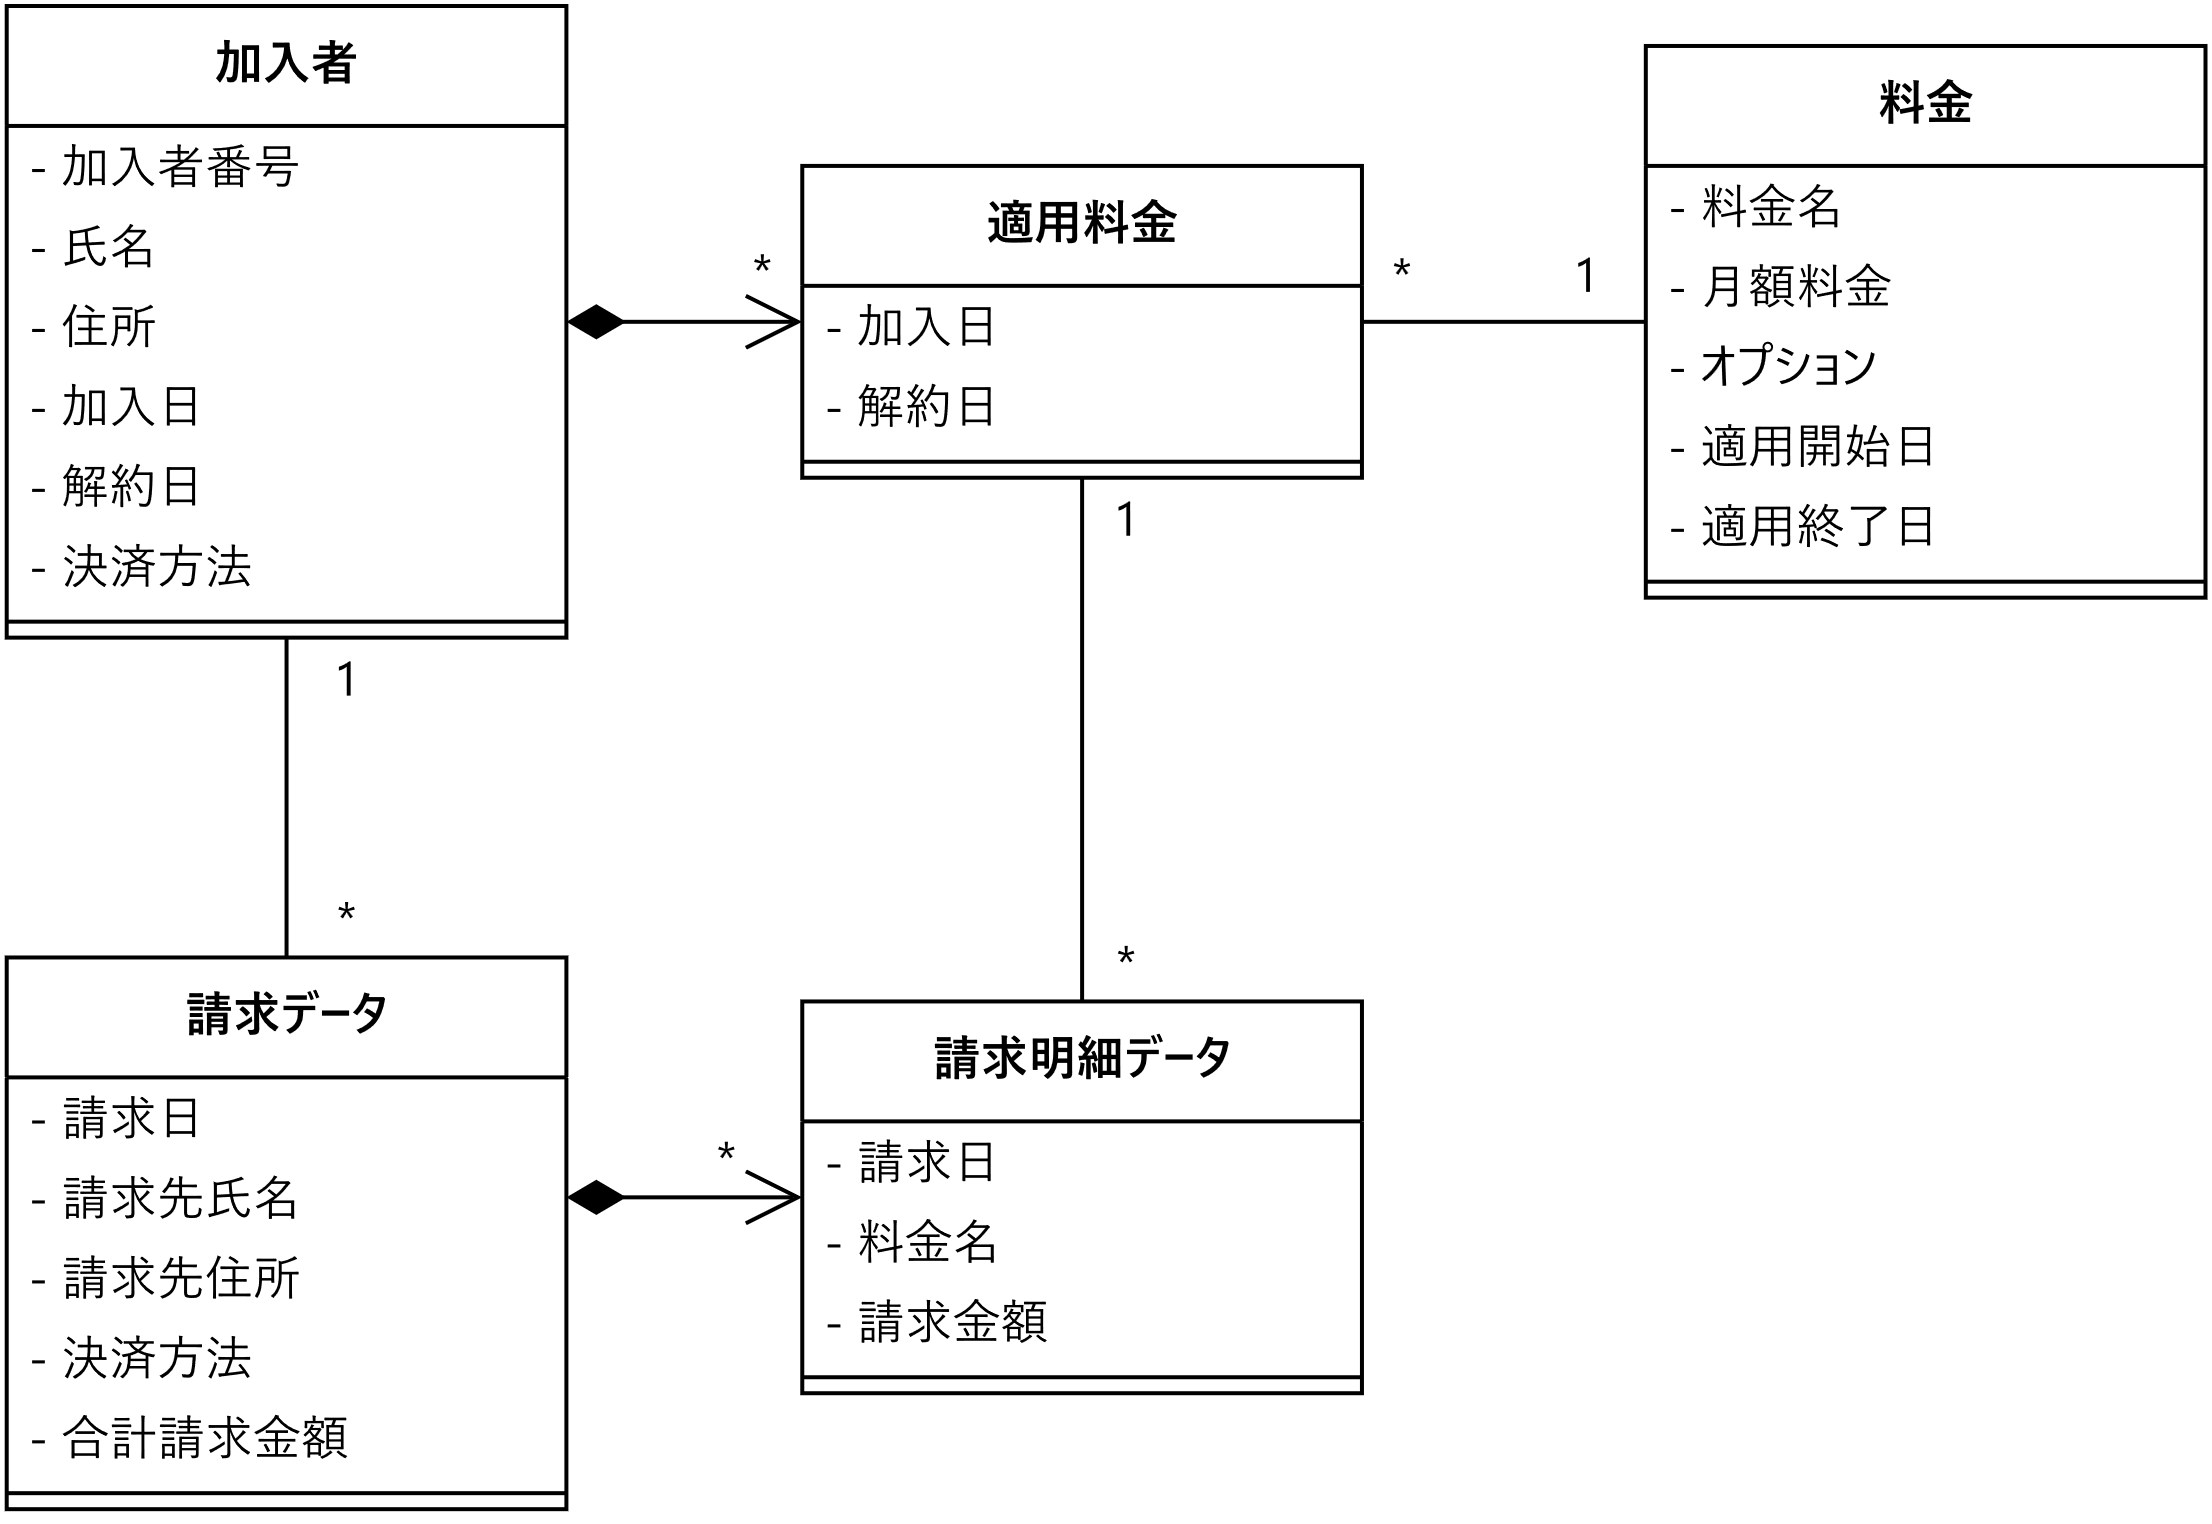 加入者
- 加入者番号
- 氏名
- 住所
- 加入日
- 解約日
- 決済方法
*
適用料金
- 加入日
- 解約日
*
1
料金
- 料金名
- 月額料金
- オプション
- 適用開始日
- 適用終了日
1
*
1
*
請求データ
- 請求日
- 請求先氏名
- 請求先住所
- 決済方法
- 合計請求金額
*
請求明細データ
- 請求日
- 料金名
- 請求金額